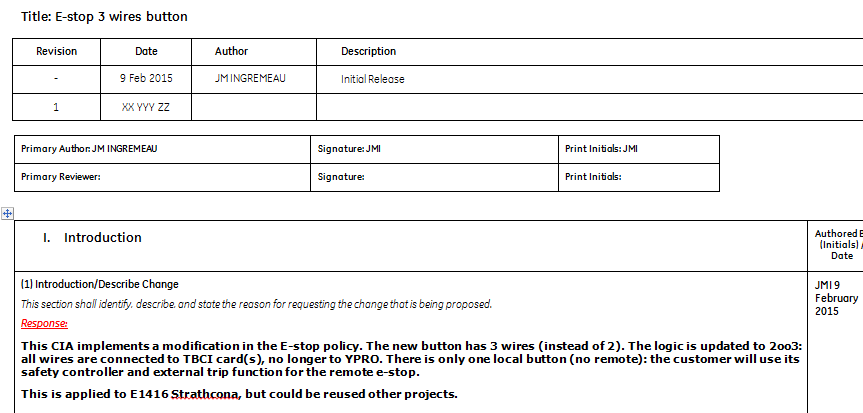 Title: E-stop 3 wires button
Revision Date Author Description
- 9 Feb 2015 JM INGREMEAU Initial Release
1 XX YYY ZZ
Primary Author: JM INGREMEAU Signature: JMI Print Initials: JMI
Primary Reviewer: Signature: Print Initials:
I. Introduction
Authored B
(Initials) /
Date
(1) Introduction/Describe Change
This section shall identify, describe, and state the reason for requesting the change that is being proposed.
Response:
This CIA implements a modification in the E-stop policy. The new button has 3 wires (instead of 2). The logic is updated to 2oo3:
all wires are connected to TBCI card(s), no longer to YPRO. There is only one local button (no remote): the customer will use its
safety controller and external trip function for the remote e-stop.
This is applied to E1416 Strathcona, but could be reused other projects.
JMI 9
February
2015